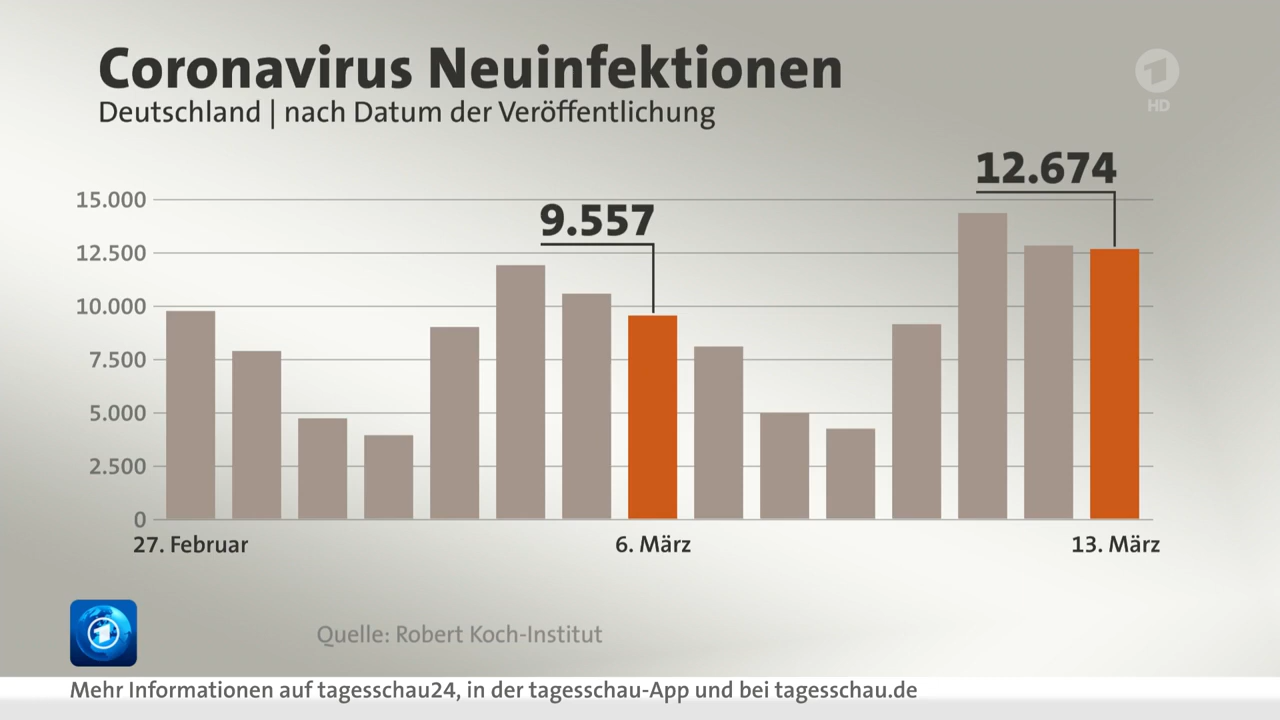 Coronavirus Neuinfektionen
Deutschland | nach Datum der Veröffentlichung
1
HD
12.674
15.000
9.557
12.500
10.000
7.500
5.000
2.500
0
27. Februar
6. März
13. März
1
Quelle: Robert Koch-Institut
Mehr Informationen auf tagesschau24, in der tagesschau-App und bei tagesschau.de